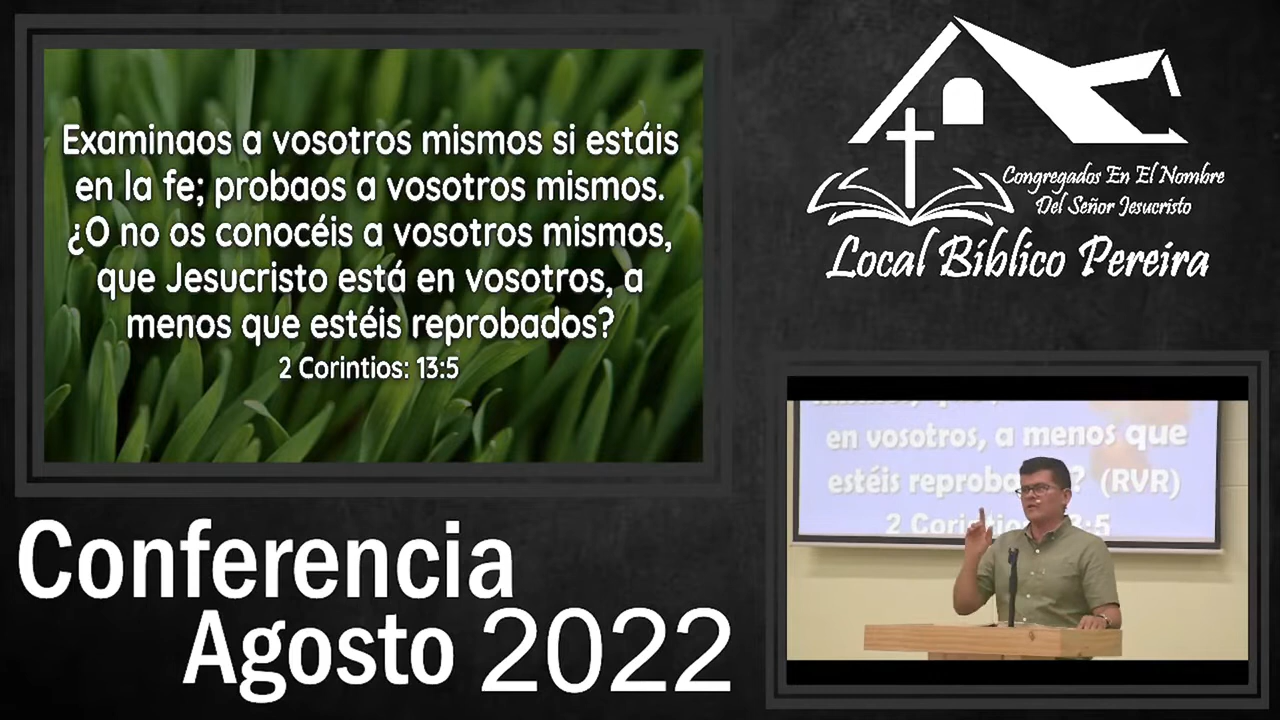 Examinaos a vosotros mismos si estáis
en la fe; probaos a vosotros mismos.
¿O no os conocéis a vosotros mismos,
que Jesucristo está en vosotros, a
menos que estéis reprobados?
2 Corintios: 13:5
Congregados En El Nombre
Del Señor Jesucristo
Local Bíblico Pereira
en vosotros, a menos que
estéis ? (RVR)
2 :5
Conferencia
Agosto 2022